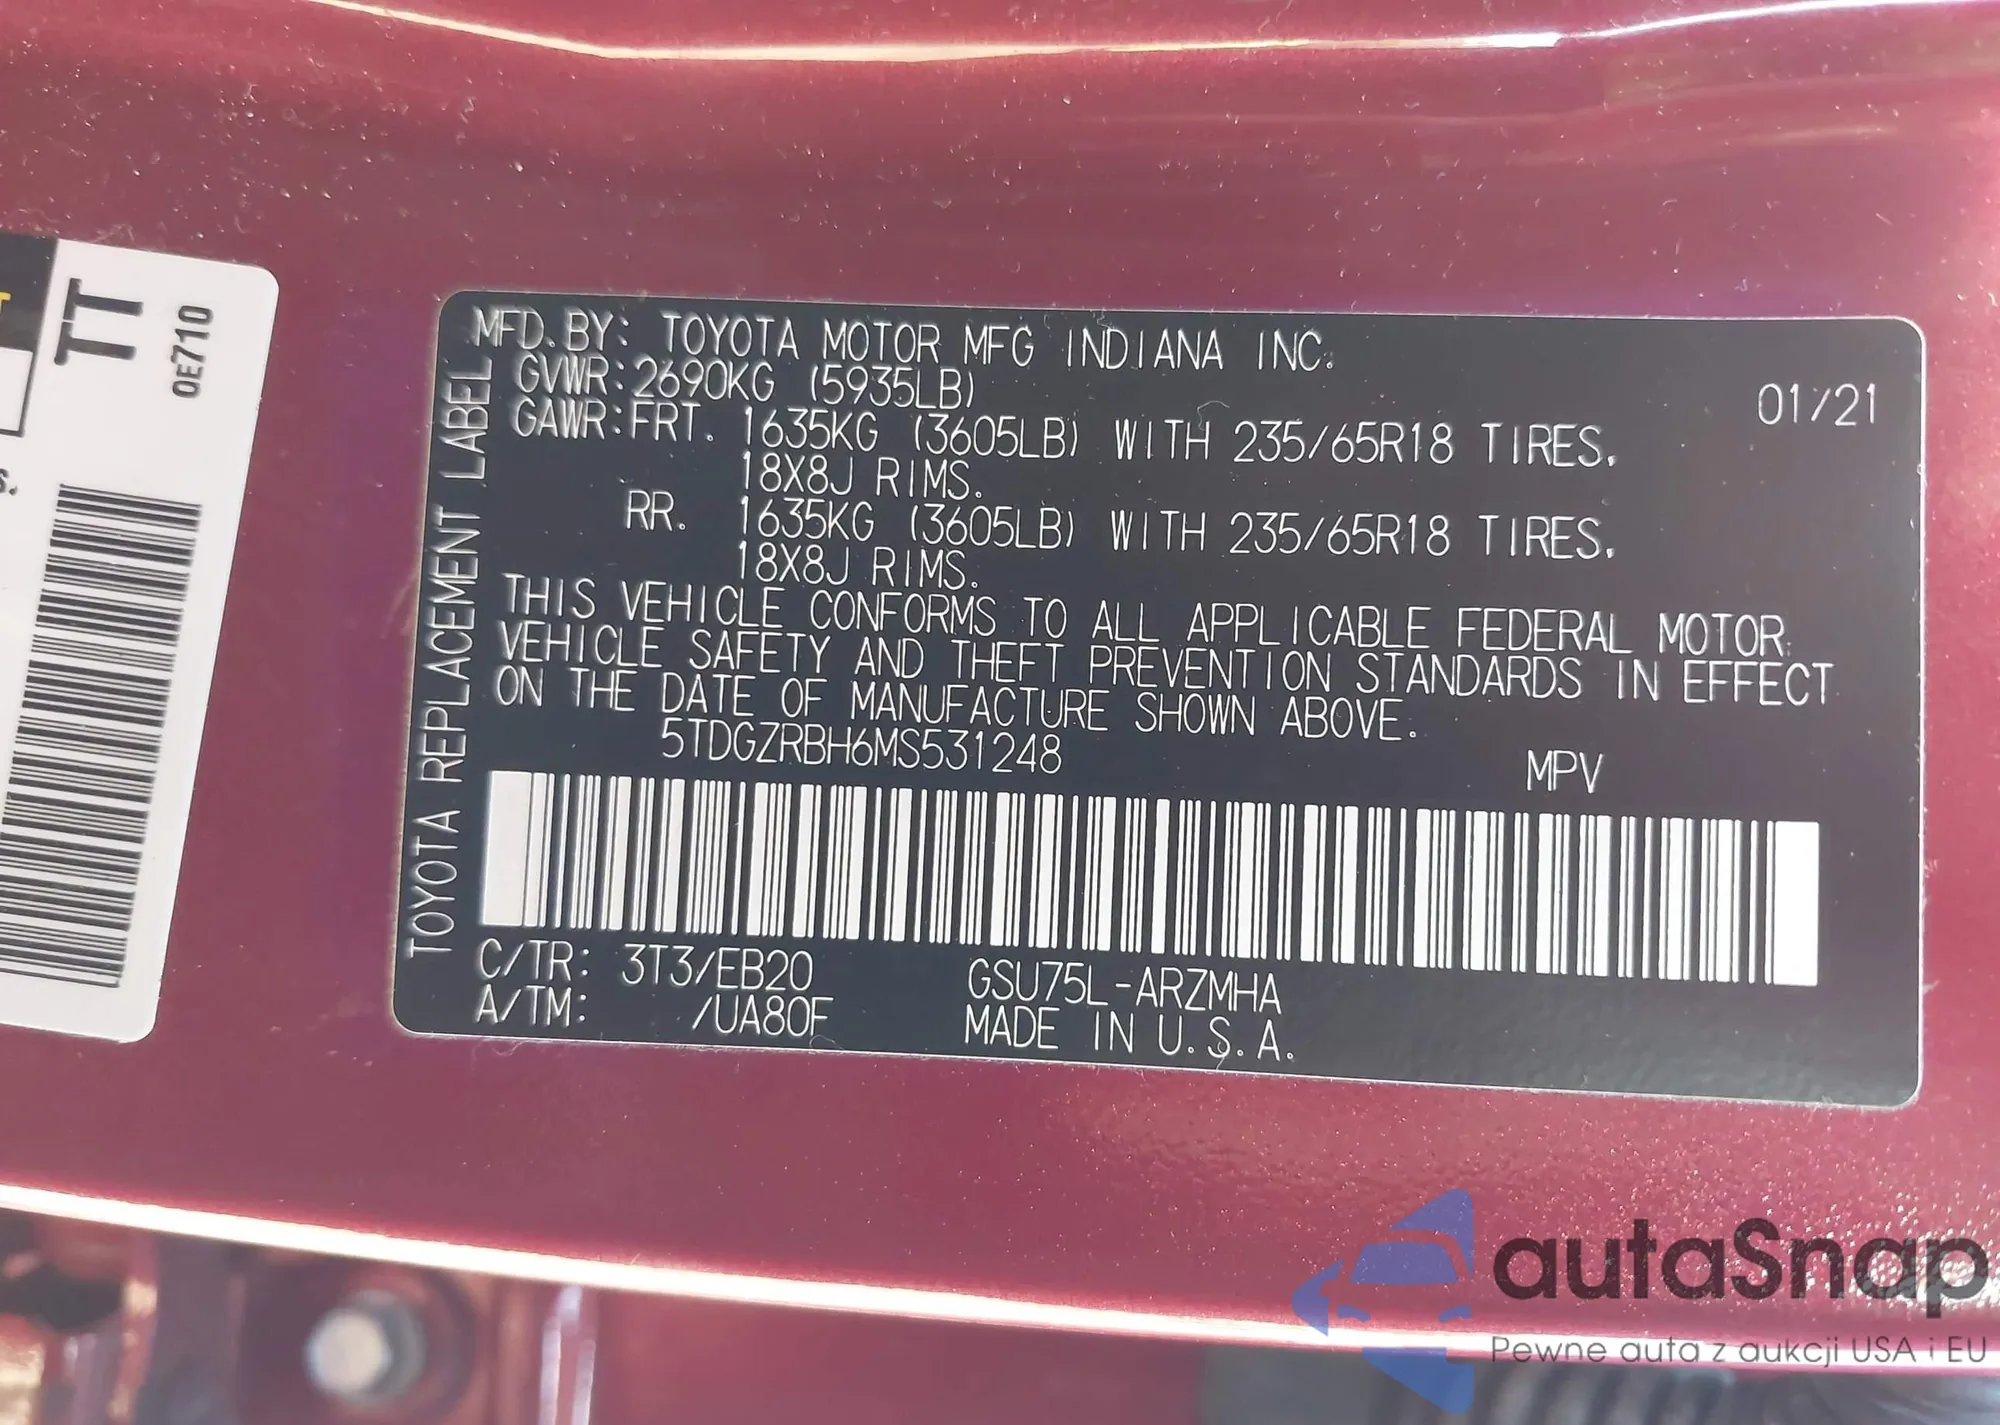 TT
0E710
S.
TOYOTA REPLACEMENT LABEL
MFD.BY: TOYOTA MOTOR MFG INDIANA INC.
GVWR:2690KG (5935LB)
01/21
GAWR:FRT. 1635KG (3605LB) WITH 235/65R18 TIRES.
18X8J RIMS.
RR. 1635KG (3605LB) WITH 235/65R18 TIRES.
18X8J RIMS.
THIS VEHICLE CONFORMS TO ALL APPLICABLE FEDERAL MOTOR
VEHICLE SAFETY AND THEFT PREVENTION STANDARDS IN EFFECT
ON THE DATE OF MANUFACTURE SHOWN ABOVE.
5TDGZRBH6MS531248
MPV
C/TR: 3T3/EB20 GSU75L-ARZMHA
A/TM: /UA80F MADE IN U.S.A.
autaSnap
Pewne auta z aukcji USA i EU